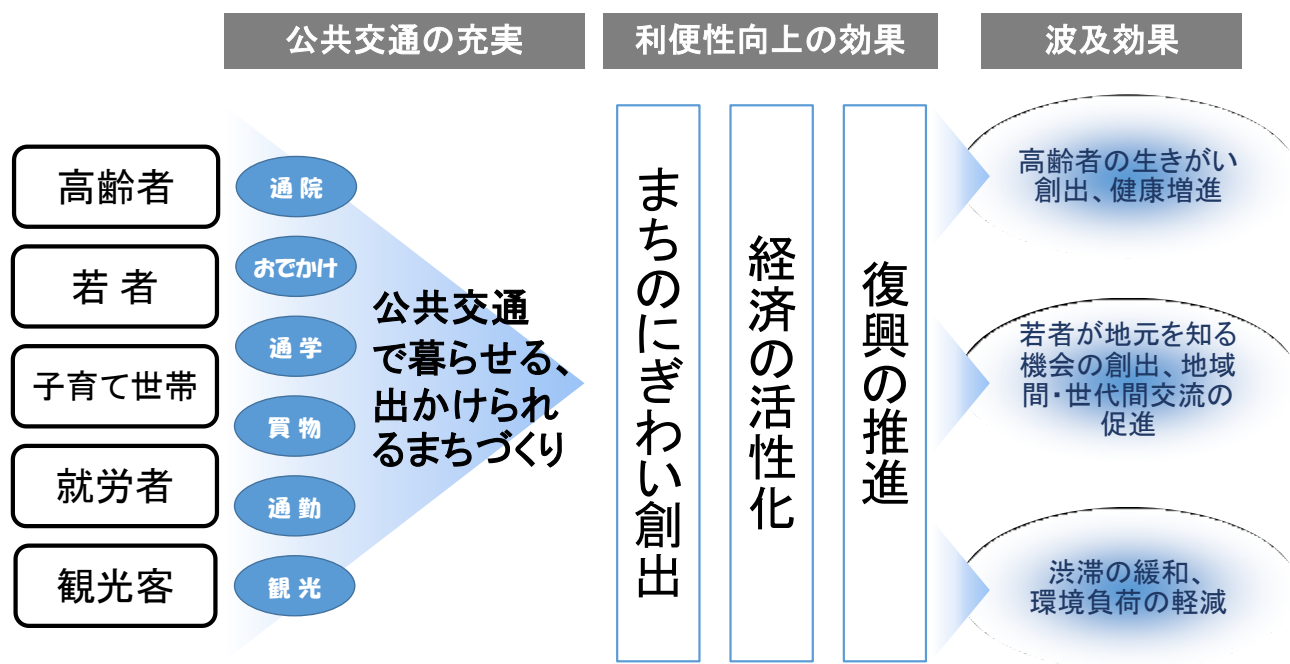 公共交通の充実
利便性向上の効果
波及効果
高齢者
若 者
子育て世帯
就労者
観光客
通 院
おでかけ
通 学
買 物
通 勤
観 光
公共交通
で暮らせる、
出かけられ
るまちづくり
まちのにぎわい創出
経済の活性化
復興の推進
高齢者の生きがい
創出、健康増進
若者が地元を知る
機会の創出、地域
間・世代間交流の
促進
渋滞の緩和、
環境負荷の軽減